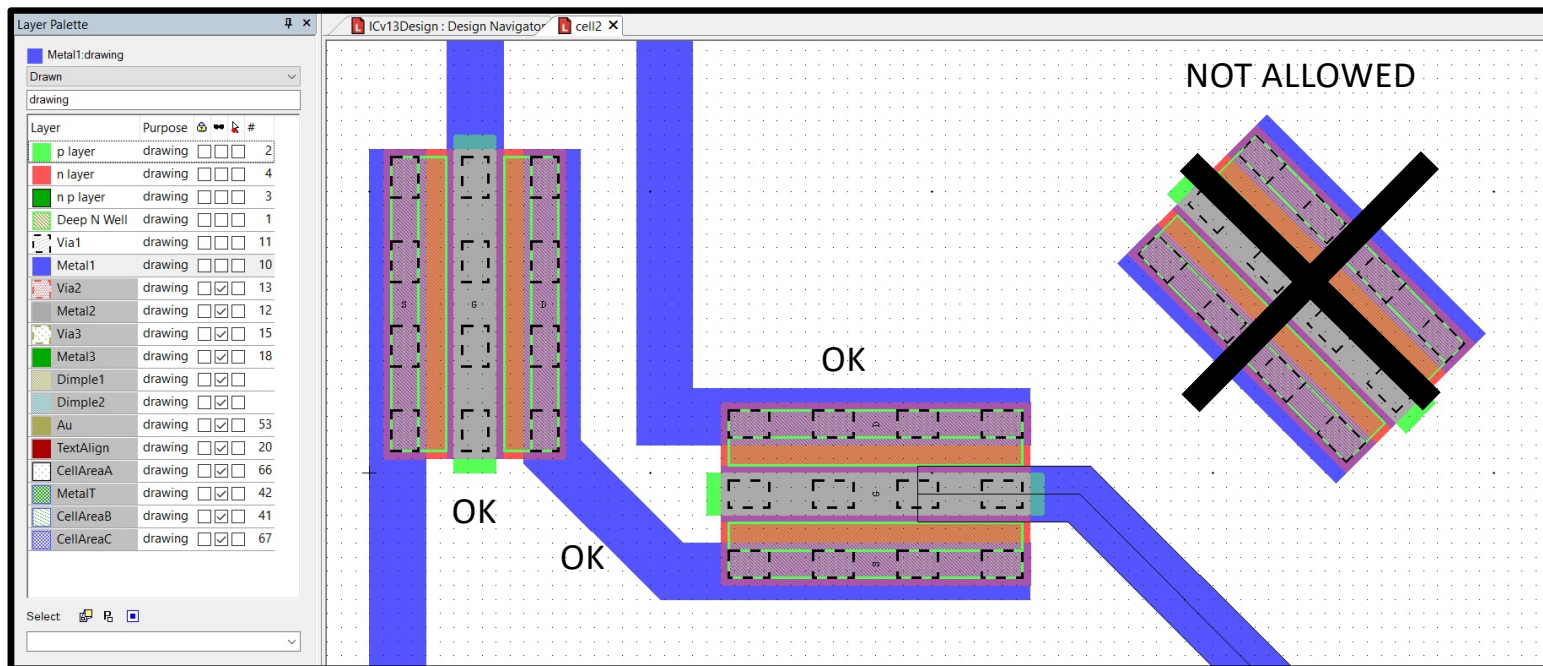 Layer Palette
Metal1:drawing
Drawn
drawing
Layer Purpose #
p layer drawing 2
n layer drawing 4
n p layer drawing 3
Deep N Well drawing 1
Via1 drawing 11
Metal1 drawing 10
Via2 drawing 13
Metal2 drawing 12
Via3 drawing 15
Metal3 drawing 18
Dimple1 drawing
Dimple2 drawing
Au drawing 53
TextAlign drawing 20
CellAreaA drawing 66
MetalT drawing 42
CellAreaB drawing 41
CellAreaC drawing 67
Select
ICv13Design : Design Navigator
cell2
NOT ALLOWED
S G D
OK
OK
OK
D
G
S